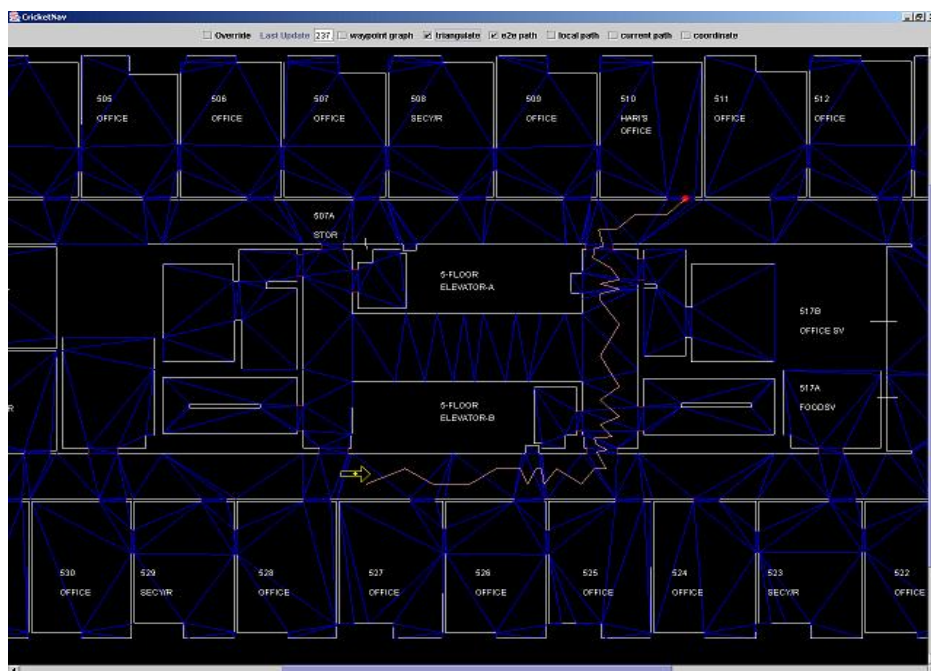 CricketNav
Override Last Update 237 waypoint graph triangulate e2e path local path current path coordinate
505 506 507 508 509 510 511 512
OFFICE OFFICE OFFICE SECY/R OFFICE HARI'S OFFICE OFFICE
OFFICE
507A
STOR
5-FLOOR
ELEVATOR-A
517B
OFFICE SV
5-FLOOR
ELEVATOR-B
517A
FOODSV
R
530 529 528 527 526 525 524 523 522
OFFICE SECY/R OFFICE OFFICE OFFICE OFFICE OFFICE SECY/R OFFICE